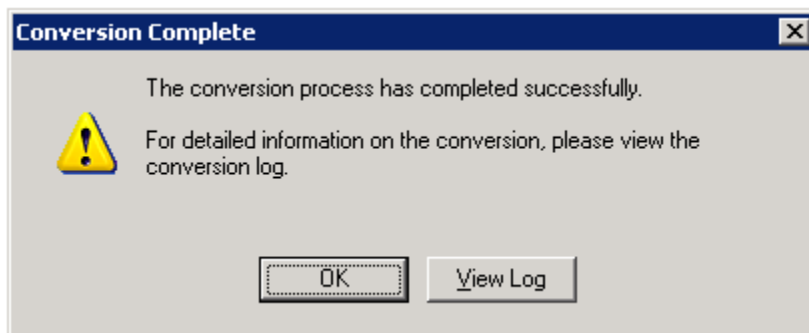 Conversion Complete
The conversion process has completed successfully.
For detailed information on the conversion, please view the
conversion log.
OK
View Log